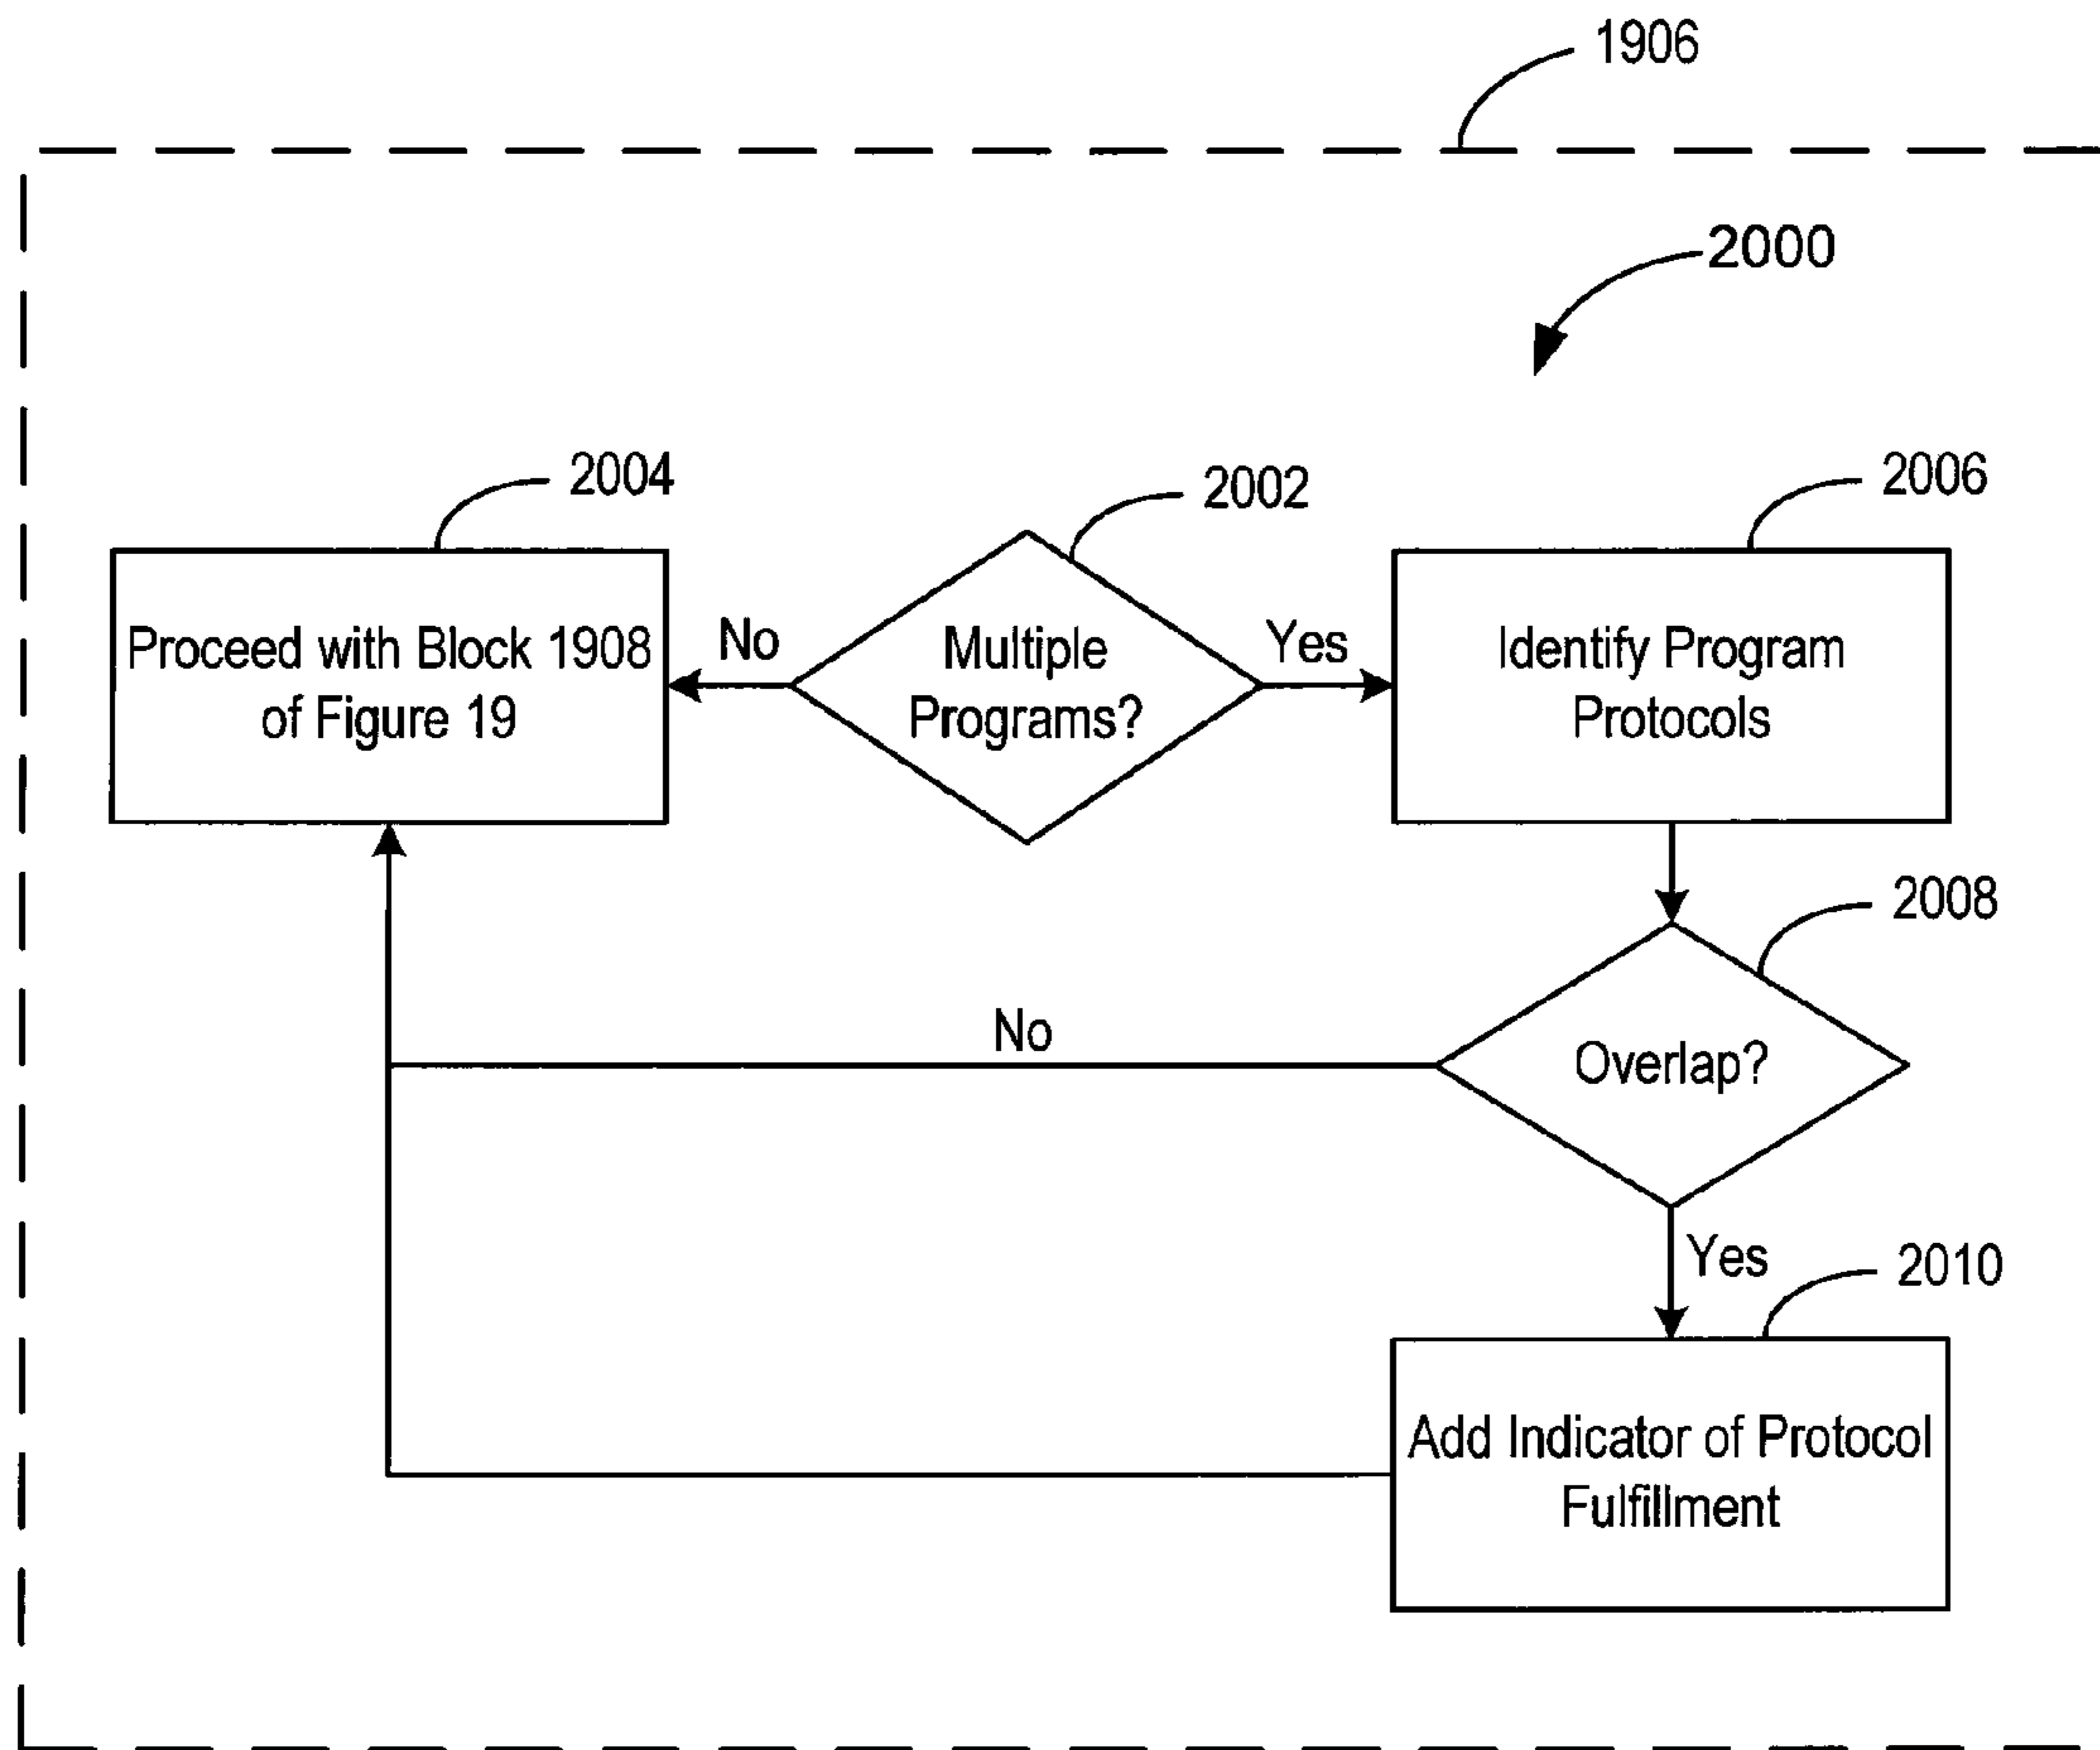 1906
2000
2004
2002
2006
Proceed with Block 1908
of Figure 19
No
Multiple
Programs?
Yes
Identify Program
Protocols
2008
No
Overlap?
Yes
2010
Add Indicator of Protocol
Fulfillment